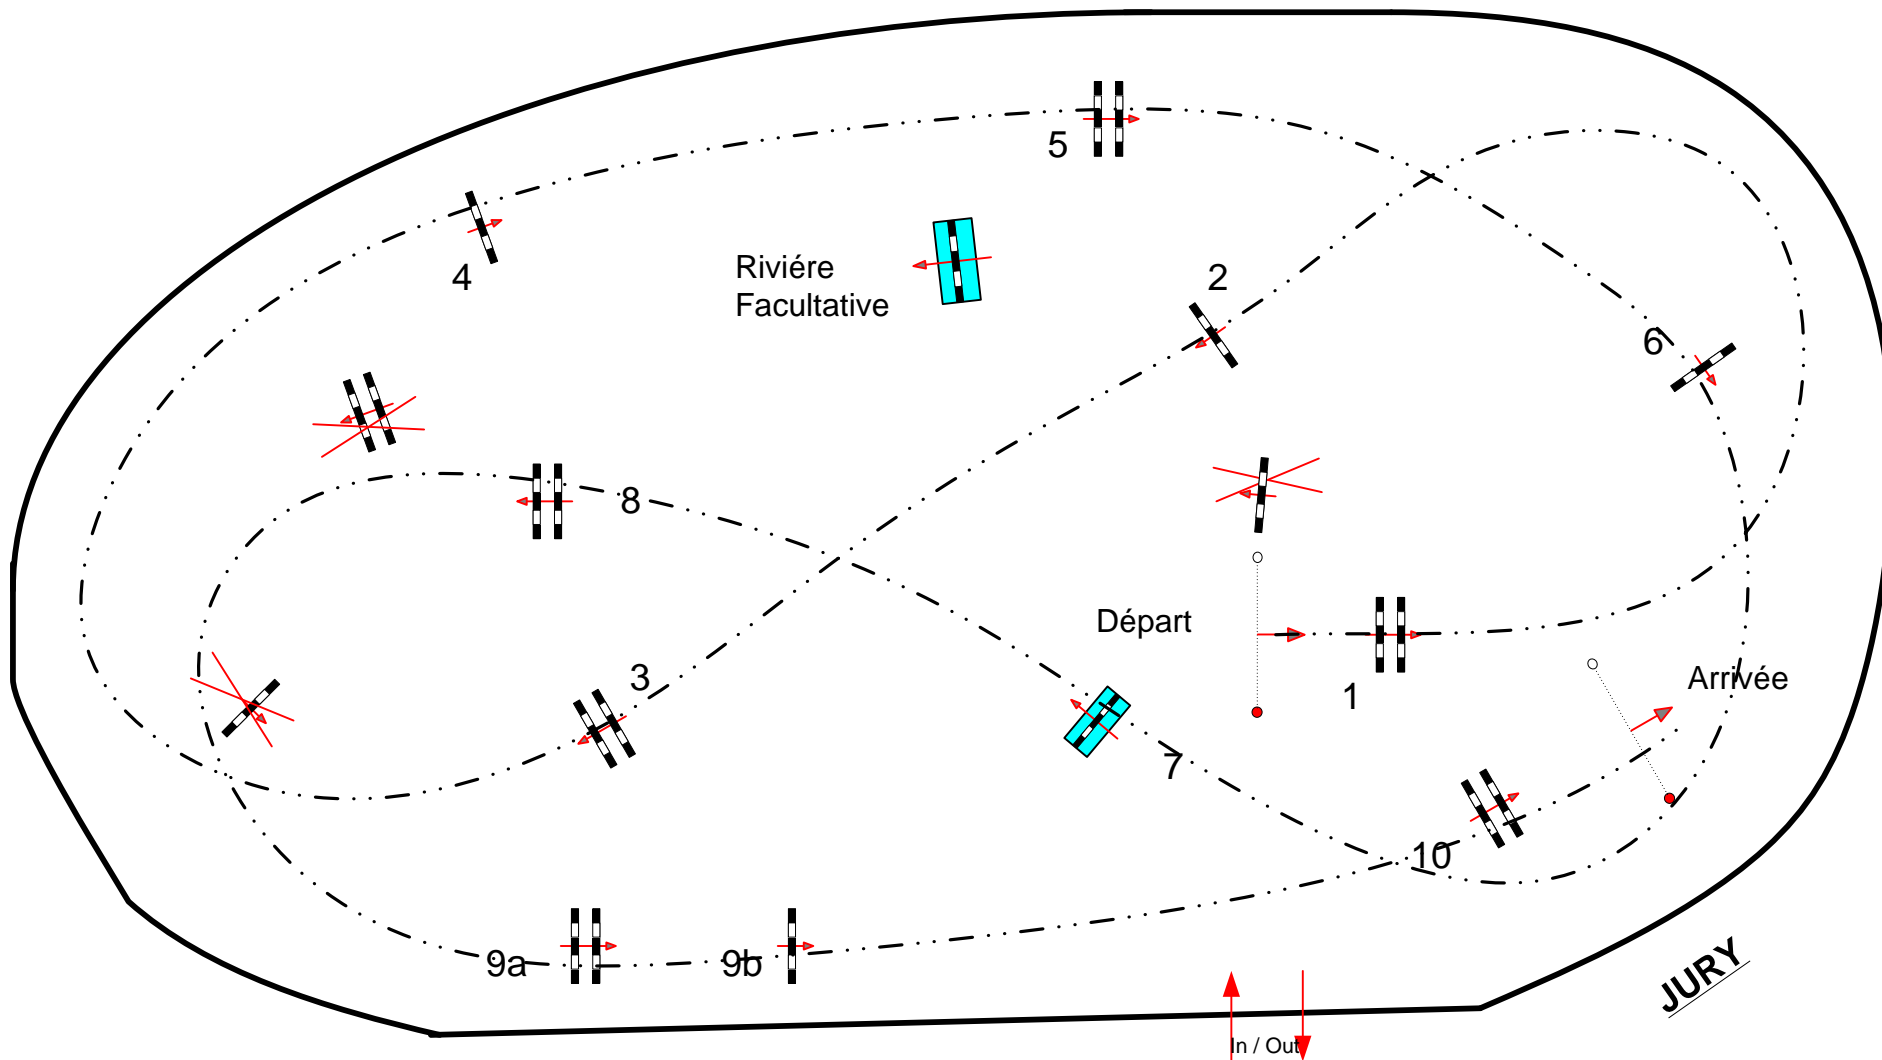 5
4
Riviére
Facultative
2
6
8
Départ
3
1
Arrivée
7
10
9a
9b
JURY
In / Out